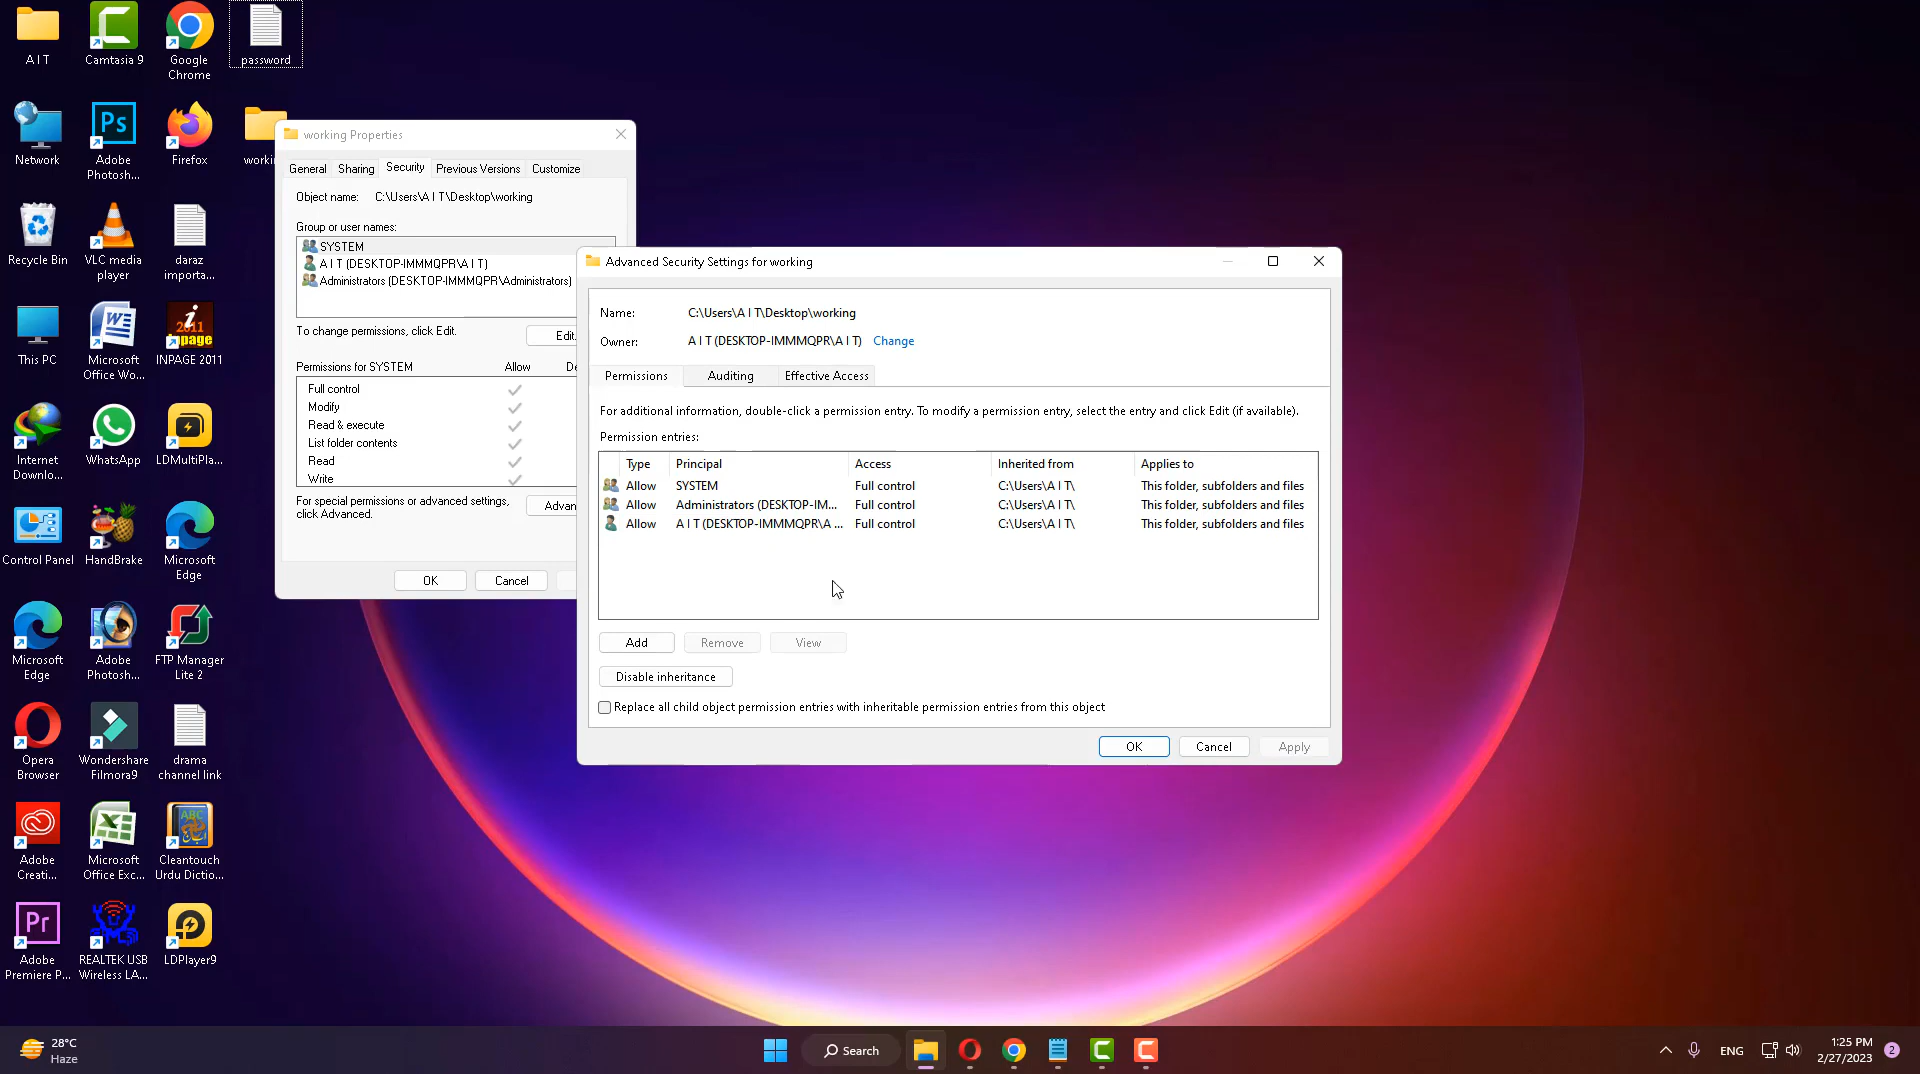 A I T
Camtasia 9
Google
Chrome
password
Network
Adobe
Photosh...
Firefox
Recycle Bin
VLC media
player
daraz
importa...
This PC
Microsoft
Office Wo...
INPAGE 2011
Internet
Downlo...
WhatsApp
LDMultiPla...
Control Panel
HandBrake
Microsoft
Edge
Microsoft
Edge
Adobe
Photosh...
FTP Manager
Lite 2
Opera
Browser
Wondershare
Filmora9
drama
channel link
Adobe
Creati...
Microsoft
Office Exc...
Cleantouch
Urdu Dictio...
Adobe
Premiere P...
REALTEK USB
Wireless LA...
LDPlayer9
working Properties
General Sharing Security Previous Versions Customize
Object name: C:\Users\A I T\Desktop\working
Group or user names:
SYSTEM
A I T (DESKTOP-IMMMQPR\A I T)
Administrators (DESKTOP-IMMMQPR\Administrators)
To change permissions, click Edit.
Edit.
Permissions for SYSTEM Allow De
Full control
Modify
Read & execute
List folder contents
Read
Write
For special permissions or advanced settings,
click Advanced.
Advan
OK Cancel
Advanced Security Settings for working
Name: C:\Users\A I T\Desktop\working
Owner: A I T (DESKTOP-IMMMQPR\A I T) Change
Permissions Auditing Effective Access
For additional information, double-click a permission entry. To modify a permission entry, select the entry and click Edit (if available).
Permission entries:
Type Principal Access Inherited from Applies to
Allow SYSTEM Full control C:\Users\A I T\ This folder, subfolders and files
Allow Administrators (DESKTOP-IM... Full control C:\Users\A I T\ This folder, subfolders and files
Allow A I T (DESKTOP-IMMMQPR\A ... Full control C:\Users\A I T\ This folder, subfolders and files
Add Remove View
Disable inheritance
Replace all child object permission entries with inheritable permission entries from this object
OK Cancel Apply
28°C
Haze
Search
ENG
1:25 PM
2/27/2023
2